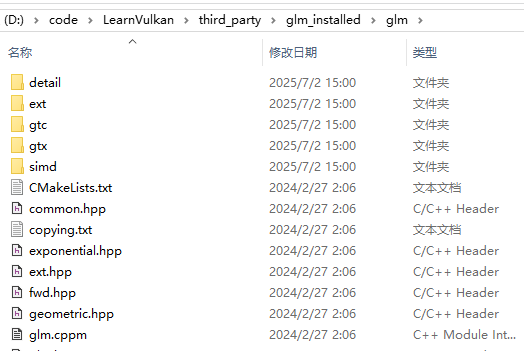 (D:) › code › LearnVulkan › third_party › glm_installed › glm ›
名称 修改日期 类型
detail 2025/7/2 15:00 文件夹
ext 2025/7/2 15:00 文件夹
gtc 2025/7/2 15:00 文件夹
gtx 2025/7/2 15:00 文件夹
simd 2025/7/2 15:00 文件夹
CMakeLists.txt 2024/2/27 2:06 文本文档
common.hpp 2024/2/27 2:06 C/C++ Header
copying.txt 2024/2/27 2:06 文本文档
exponential.hpp 2024/2/27 2:06 C/C++ Header
ext.hpp 2024/2/27 2:06 C/C++ Header
fwd.hpp 2024/2/27 2:06 C/C++ Header
geometric.hpp 2024/2/27 2:06 C/C++ Header
glm.cppm 2024/2/27 2:06 C++ Module Int...